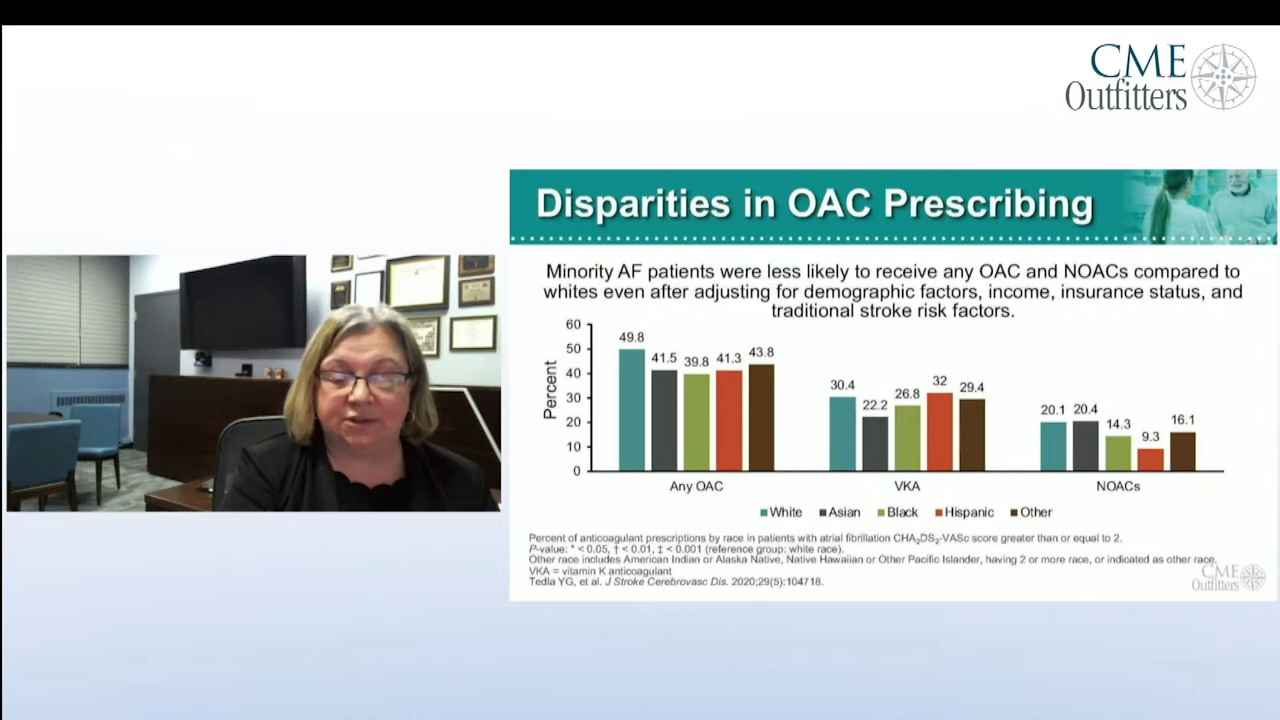 CME
Outfitters
Disparities in OAC Prescribing
Minority AF patients were less likely to receive any OAC and NOACs compared to
whites even after adjusting for demographic factors, income, insurance status, and
traditional stroke risk factors.
60
50
40
30
20
10
0
Percent
49.8
41.5
39.8
41.3
43.8
30.4
22.2
26.8
32
29.4
20.1
20.4
14.3
9.3
16.1
Any OAC
VKA
NOACs
White
Asian
Black
Hispanic
Other
Percent of anticoagulant prescriptions by race in patients with atrial fibrillation CHA₂DS₂-VASc score greater than or equal to 2.
P-value: * < 0.05, † < 0.01, ‡ < 0.001 (reference group: white race).
Other race includes American Indian or Alaska Native, Native Hawaiian or Other Pacific Islander, having 2 or more race, or indicated as other race.
VKA = vitamin K anticoagulant
Tedla YG, et al. J Stroke Cerebrovasc Dis. 2020;29(5):104718.
CME
Outfitters